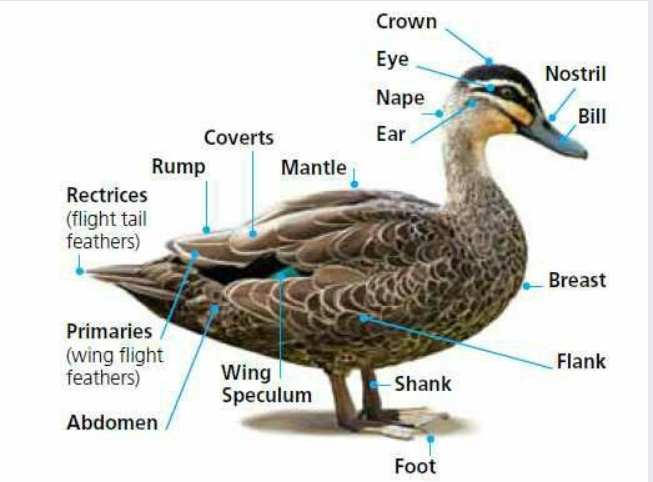 Crown
Eye
Nostril
Nape
Bill
Ear
Coverts
Rump
Mantle
Rectrices
(flight tail
feathers)
Breast
Primaries
(wing flight
feathers)
Flank
Wing
Speculum
Shank
Abdomen
Foot